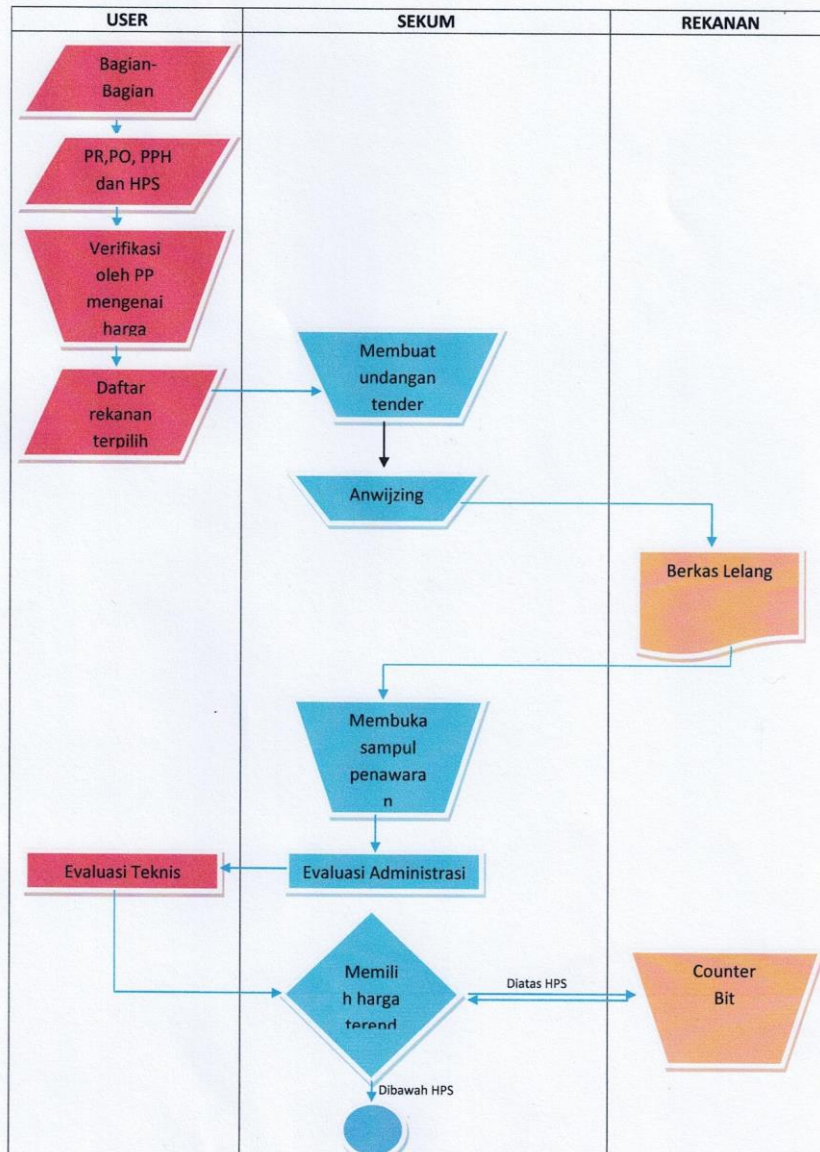 USER
SEKUM
REKANAN
Bagian-
Bagian
PR,PO, PPH
dan HPS
Verifikasi
oleh PP
mengenai
harga
Daftar
rekanan
terpilih
Membuat
undangan
tender
Anwijzing
Berkas Lelang
Membuka
sampul
penawara
n
Evaluasi Teknis
Evaluasi Administrasi
Memili
h harga
terend
Diatas HPS
Counter
Bit
Dibawah HPS